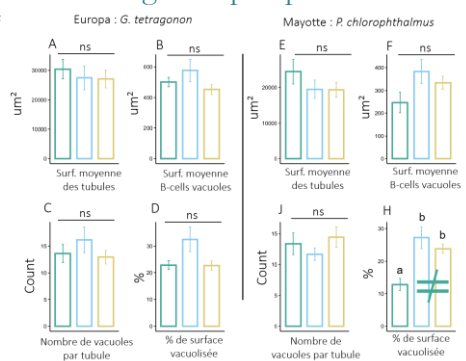 Europa : G. tetragonon
Mayotte : P. chlorophthalmus
A
ns
um²
30000
20000
10000
0
Surf. moyenne
des tubules
B
ns
um²
600
400
200
0
Surf. moyenne
B-cells vacuoles
E
ns
um²
20000
10000
0
Surf. moyenne
des tubules
F
ns
um²
400
300
200
100
0
Surf. moyenne
B-cells vacuoles
C
ns
Count
15
10
5
0
Nombre de vacuoles
par tubule
D
ns
%
30
20
10
0
% de surface
vacuolisée
J
ns
Count
15
10
5
0
Nombre de
vacuoles par tubule
H
%
30
20
10
0
a
b
b
% de surface
vacuolisée